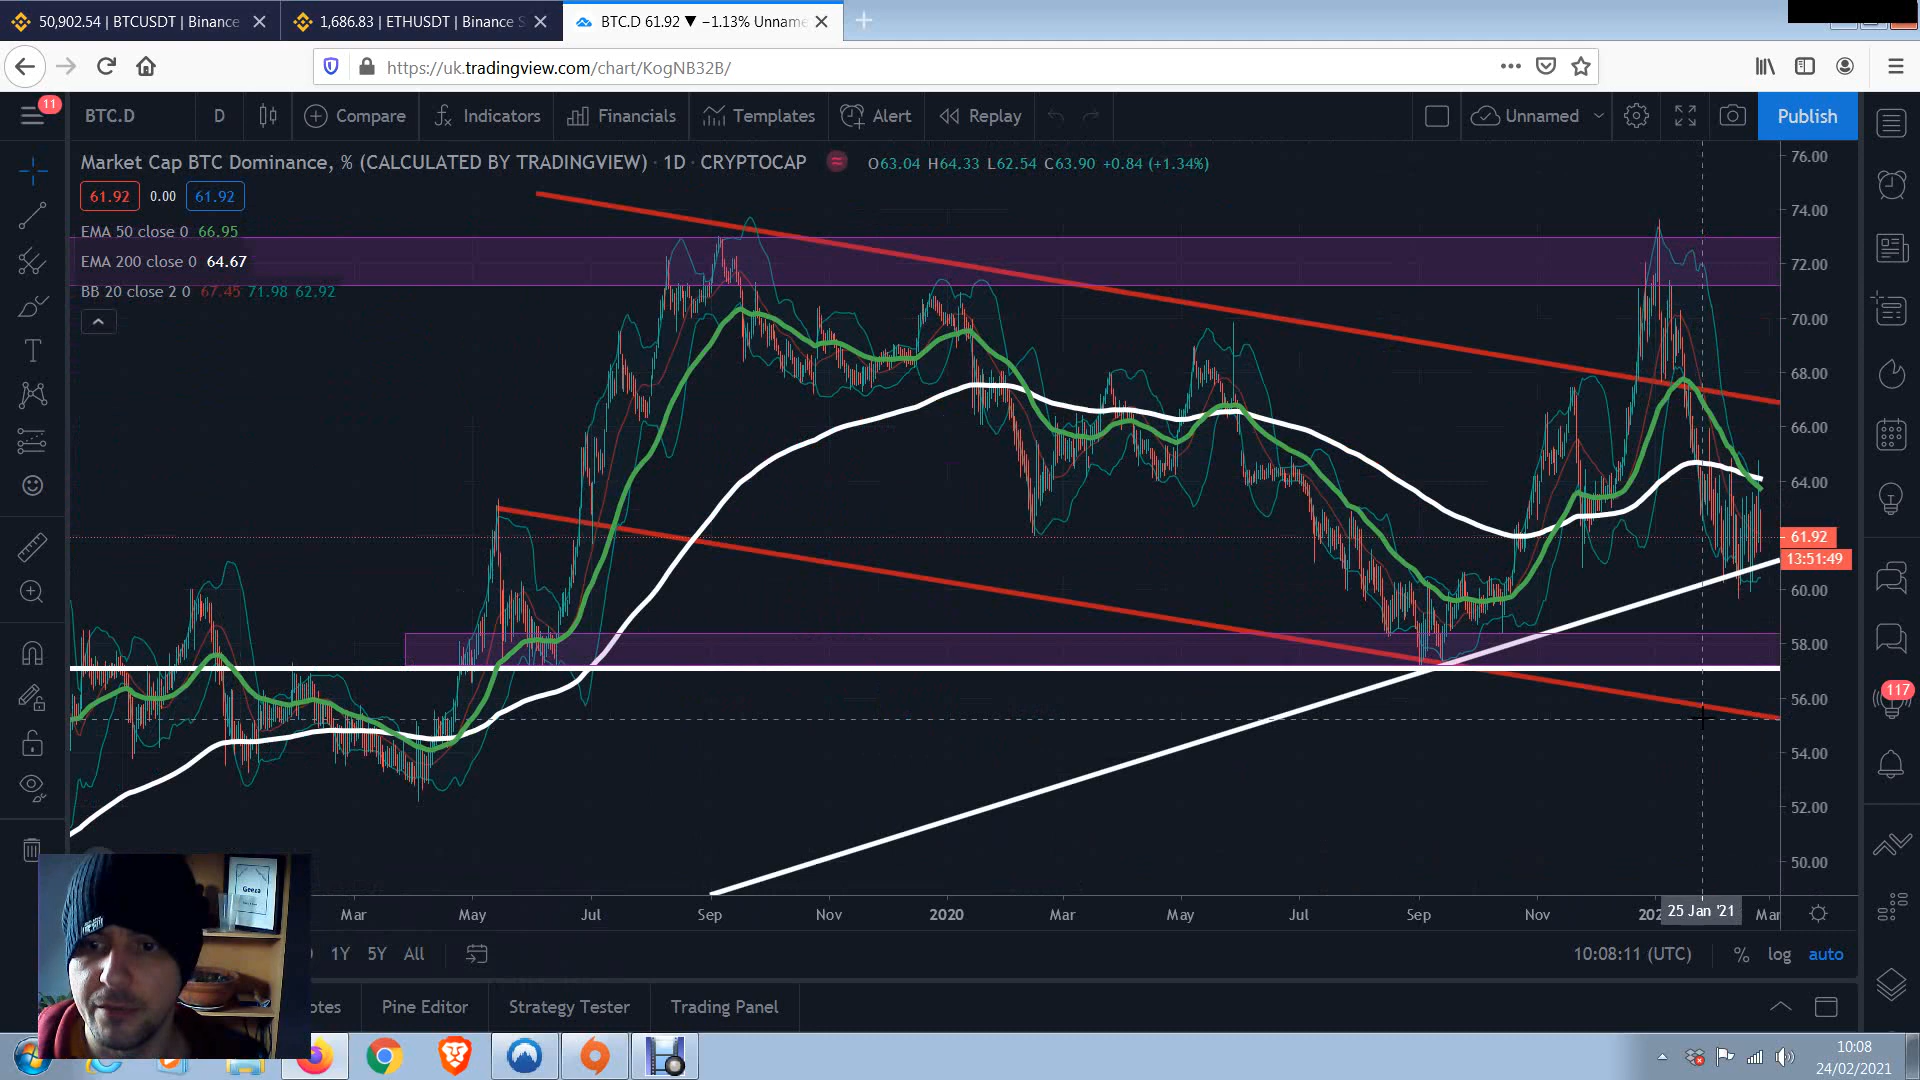 50,902.54 | BTCUSDT | Binance
1,686.83 | ETHUSDT | Binance S
BTC.D 61.92 ▼ −1.13% Unname
https://uk.tradingview.com/chart/KogNB32B/
11
BTC.D
D
Compare
Indicators
Financials
Templates
Alert
Replay
Unnamed
Publish
Market Cap BTC Dominance, % (CALCULATED BY TRADINGVIEW) · 1D · CRYPTOCAP
O63.04 H64.33 L62.54 C63.90 +0.84 (+1.34%)
61.92 0.00 61.92
EMA 50 close 0 66.95
EMA 200 close 0 64.67
BB 20 close 2 0 67.45 71.98 62.92
76.00
74.00
72.00
70.00
68.00
66.00
64.00
61.92
13:51:49
60.00
58.00
56.00
54.00
52.00
50.00
117
Mar
May
Jul
Sep
Nov
2020
Mar
May
Jul
Sep
Nov
202
25 Jan '21
Mar
1Y
5Y
All
10:08:11 (UTC)
%
log
auto
otes
Pine Editor
Strategy Tester
Trading Panel
Geeza
10:08
24/02/2021